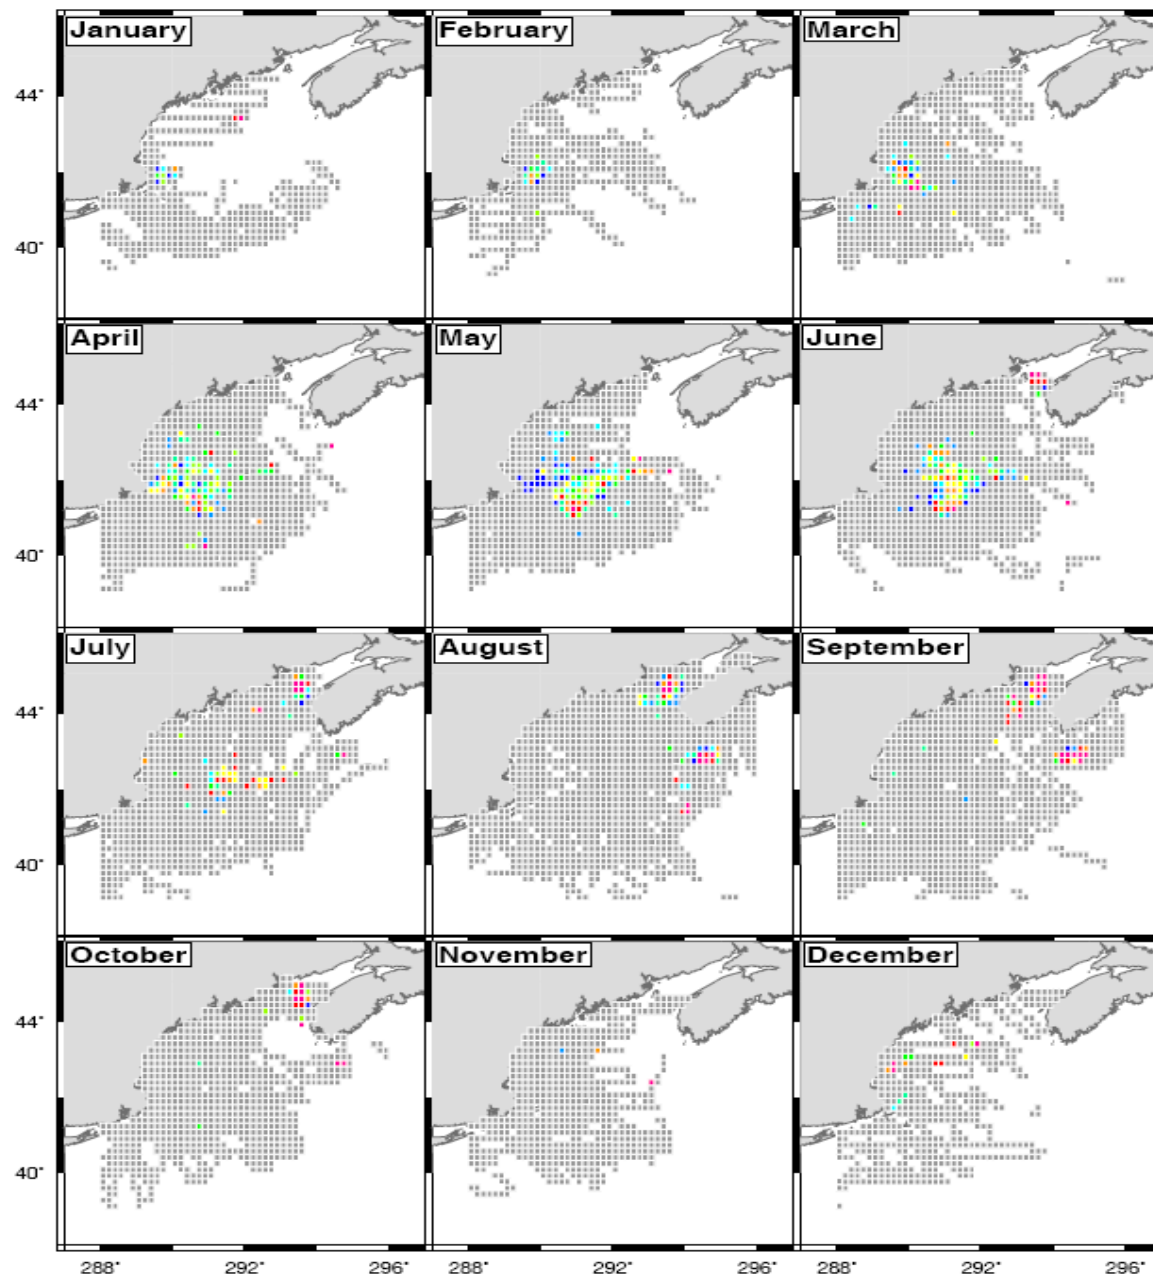 January February March
44°
40°
April May June
44°
40°
July August September
44°
40°
October November December
44°
40°
288° 292° 296° 288° 292° 296° 288° 292° 296°